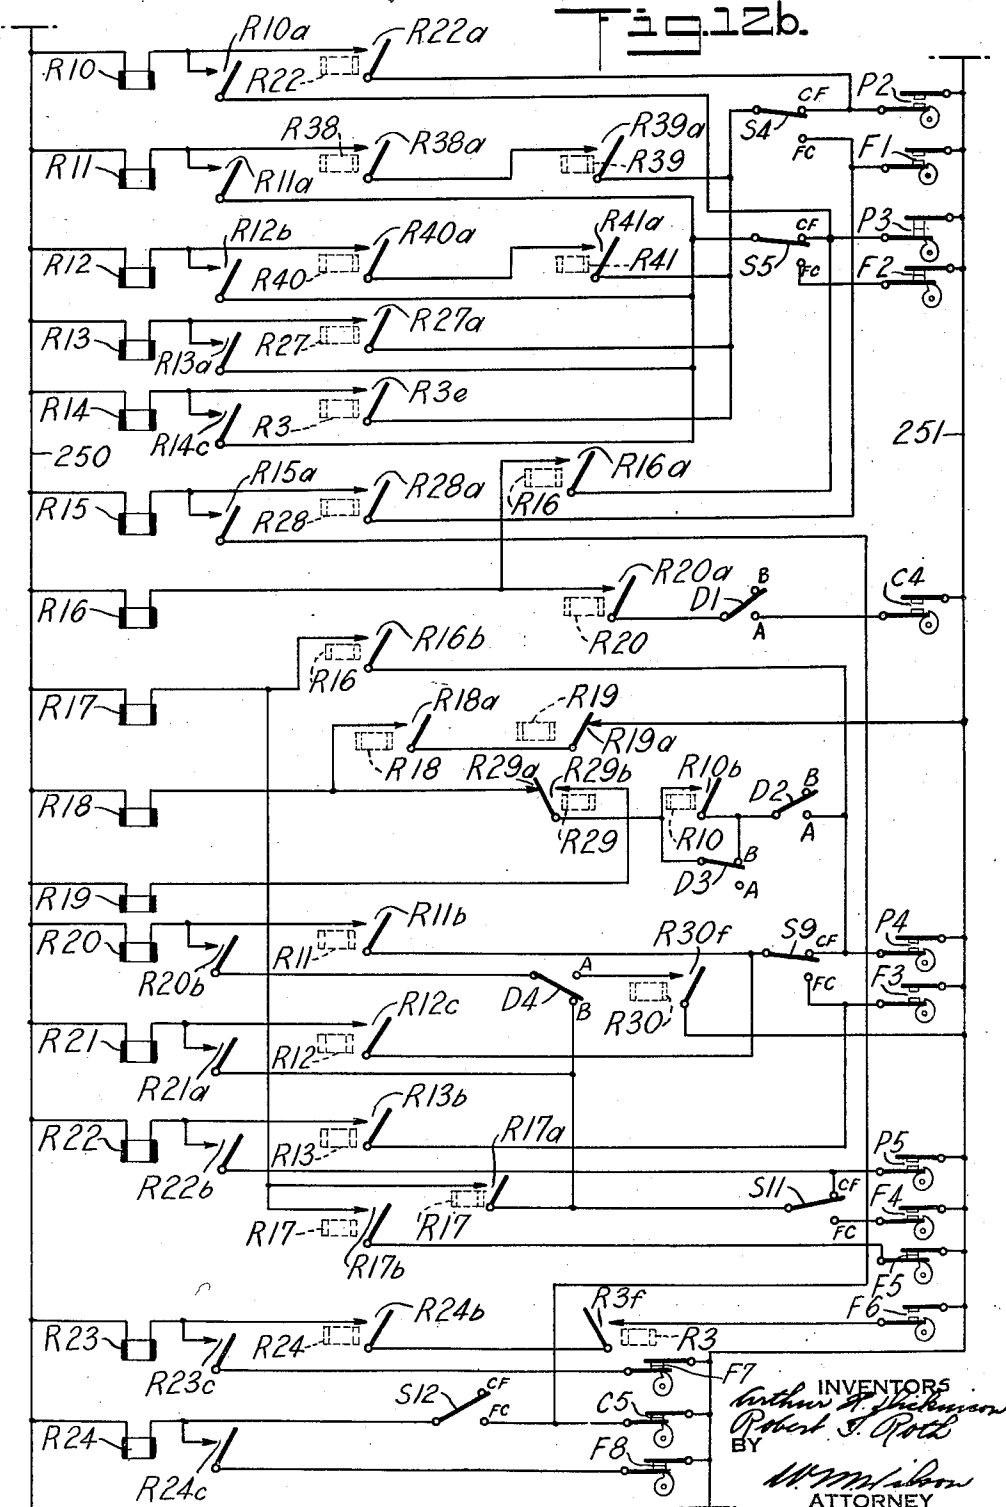 Fig.12b.
R10 R10a R22 R22a
P2
CF
S4
FC
F1
R11 R11a R38 R38a R39a R39
R12 R12b R40 R40a R41a R41
CF
S5
FC
P3
F2
R13 R13a R27 R27a
R14 R14c R3 R3e
250
251
R15 R15a R28 R28a R16 R16a
R16 R20a R20 D1 B A C4
R17 R16 R16b
R18a R18 R19 R19a
R18 R29a R29b R29 R10b R10 D2 B A
D3 B A
R19
R20 R20b R11 R11b R30f S9 CF FC P4
D4 A B R30 F3
R21 R21a R12 R12c
R22 R22b R13 R13b R17a R17 P5
S11 CF FC F4
R17 R17b F5
R23 R23c R24 R24b R3f R3 F6
F7
R24 R24c S12 CF FC C5
F8
INVENTORS
Arthur H. Dickinson
Robert I. Roth
BY
W.M. Wilson
ATTORNEY